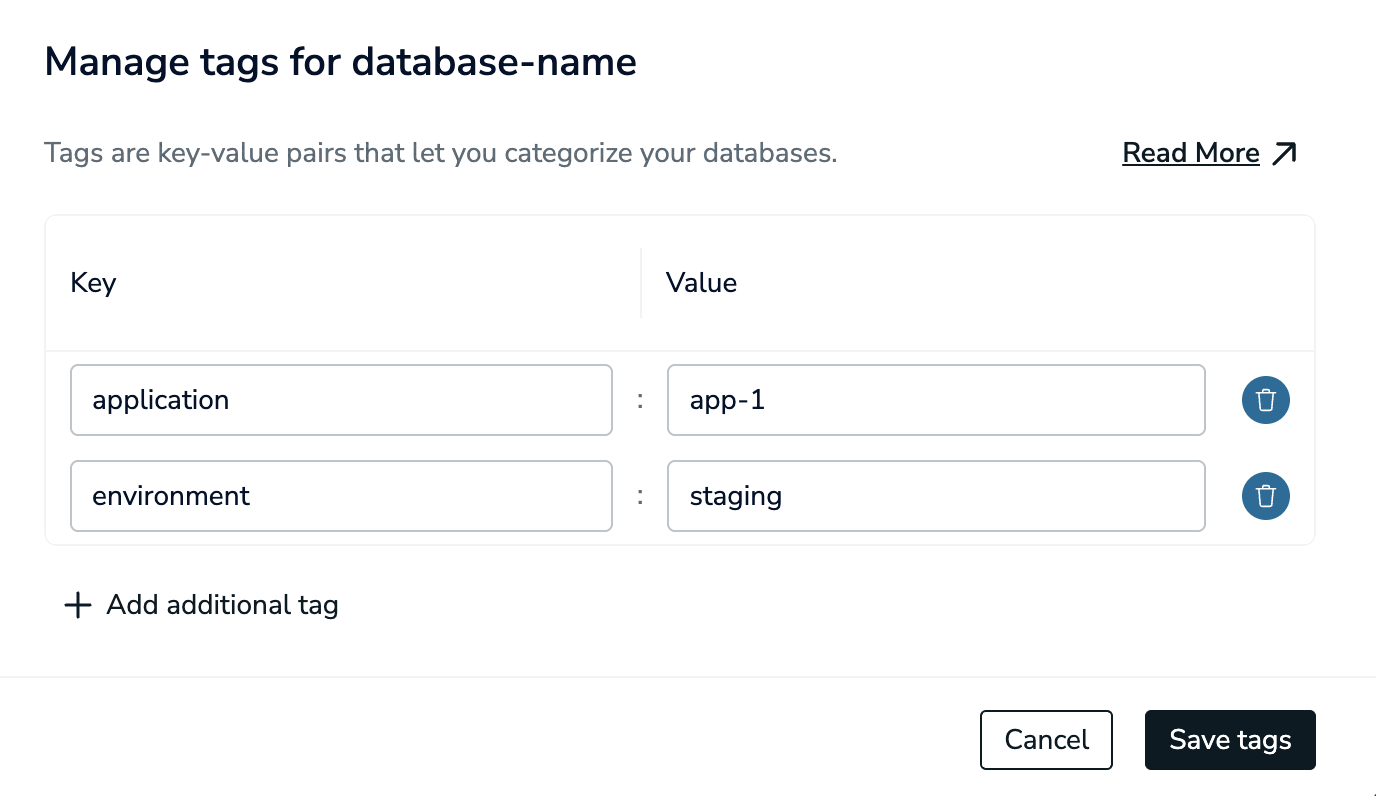 Manage tags for database-name
Tags are key-value pairs that let you categorize your databases. Read More
Key Value
application : app-1
environment : staging
Add additional tag
Cancel Save tags